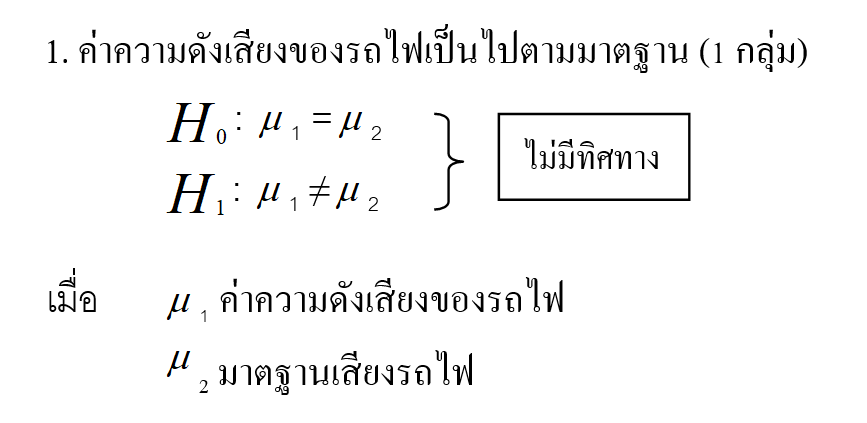 1. ค่าความดังเสียงของรถไฟเป็นไปตามมาตฐาน (1 กลุ่ม)
H₀ : μ₁ = μ₂
ไม่มีทิศทาง
H₁ : μ₁ ≠ μ₂
เมื่อ μ₁ ค่าความดังเสียงของรถไฟ
μ₂ มาตฐานเสียงรถไฟ